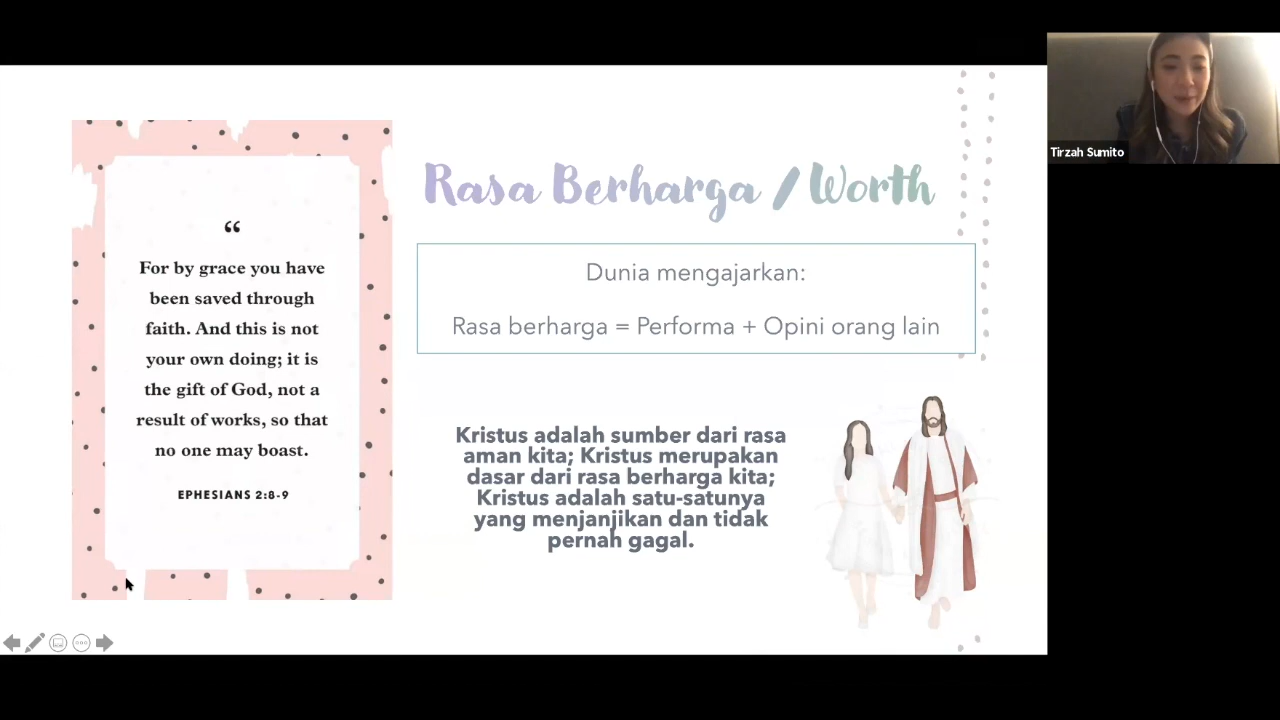 “
For by grace you have
been saved through
faith. And this is not
your own doing; it is
the gift of God, not a
result of works, so that
no one may boast.
EPHESIANS 2:8-9
Rasa Berharga / Worth
Dunia mengajarkan:
Rasa berharga = Performa + Opini orang lain
Kristus adalah sumber dari rasa
aman kita; Kristus merupakan
dasar dari rasa berharga kita;
Kristus adalah satu-satunya
yang menjanjikan dan tidak
pernah gagal.
Tirzah Sumito